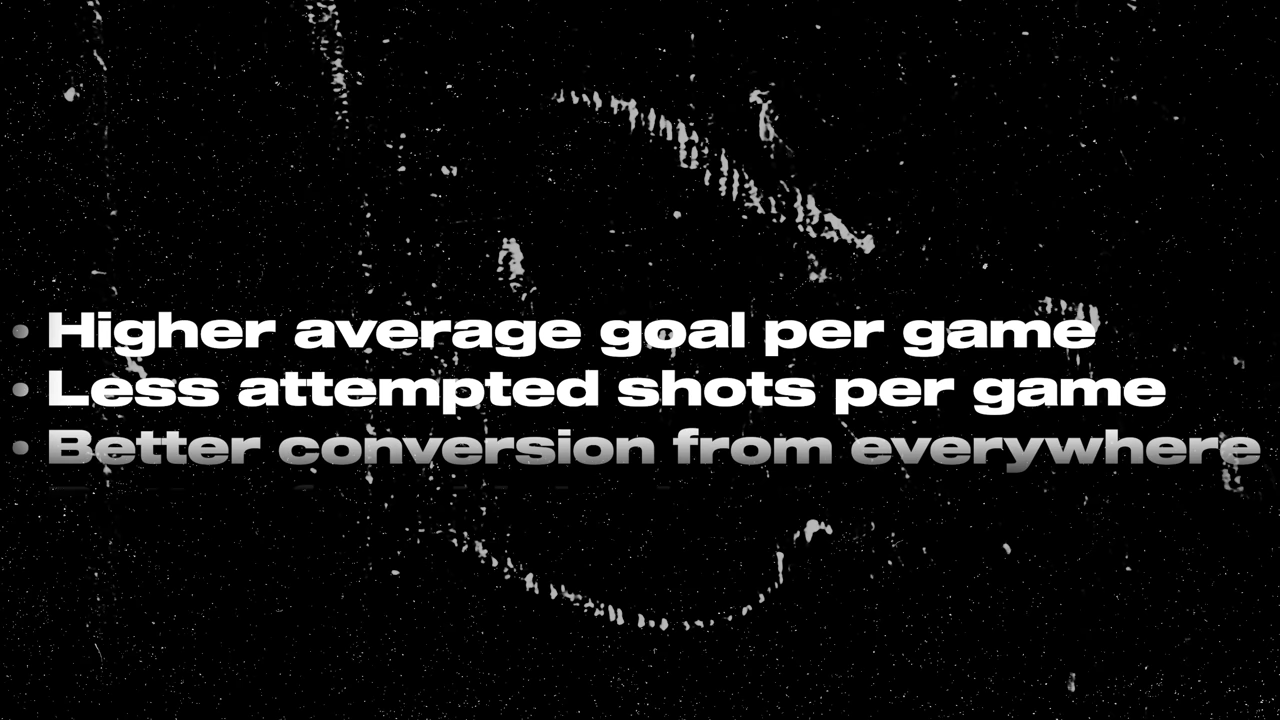 • Higher average goal per game
• Less attempted shots per game
• Better conversion from everywhere